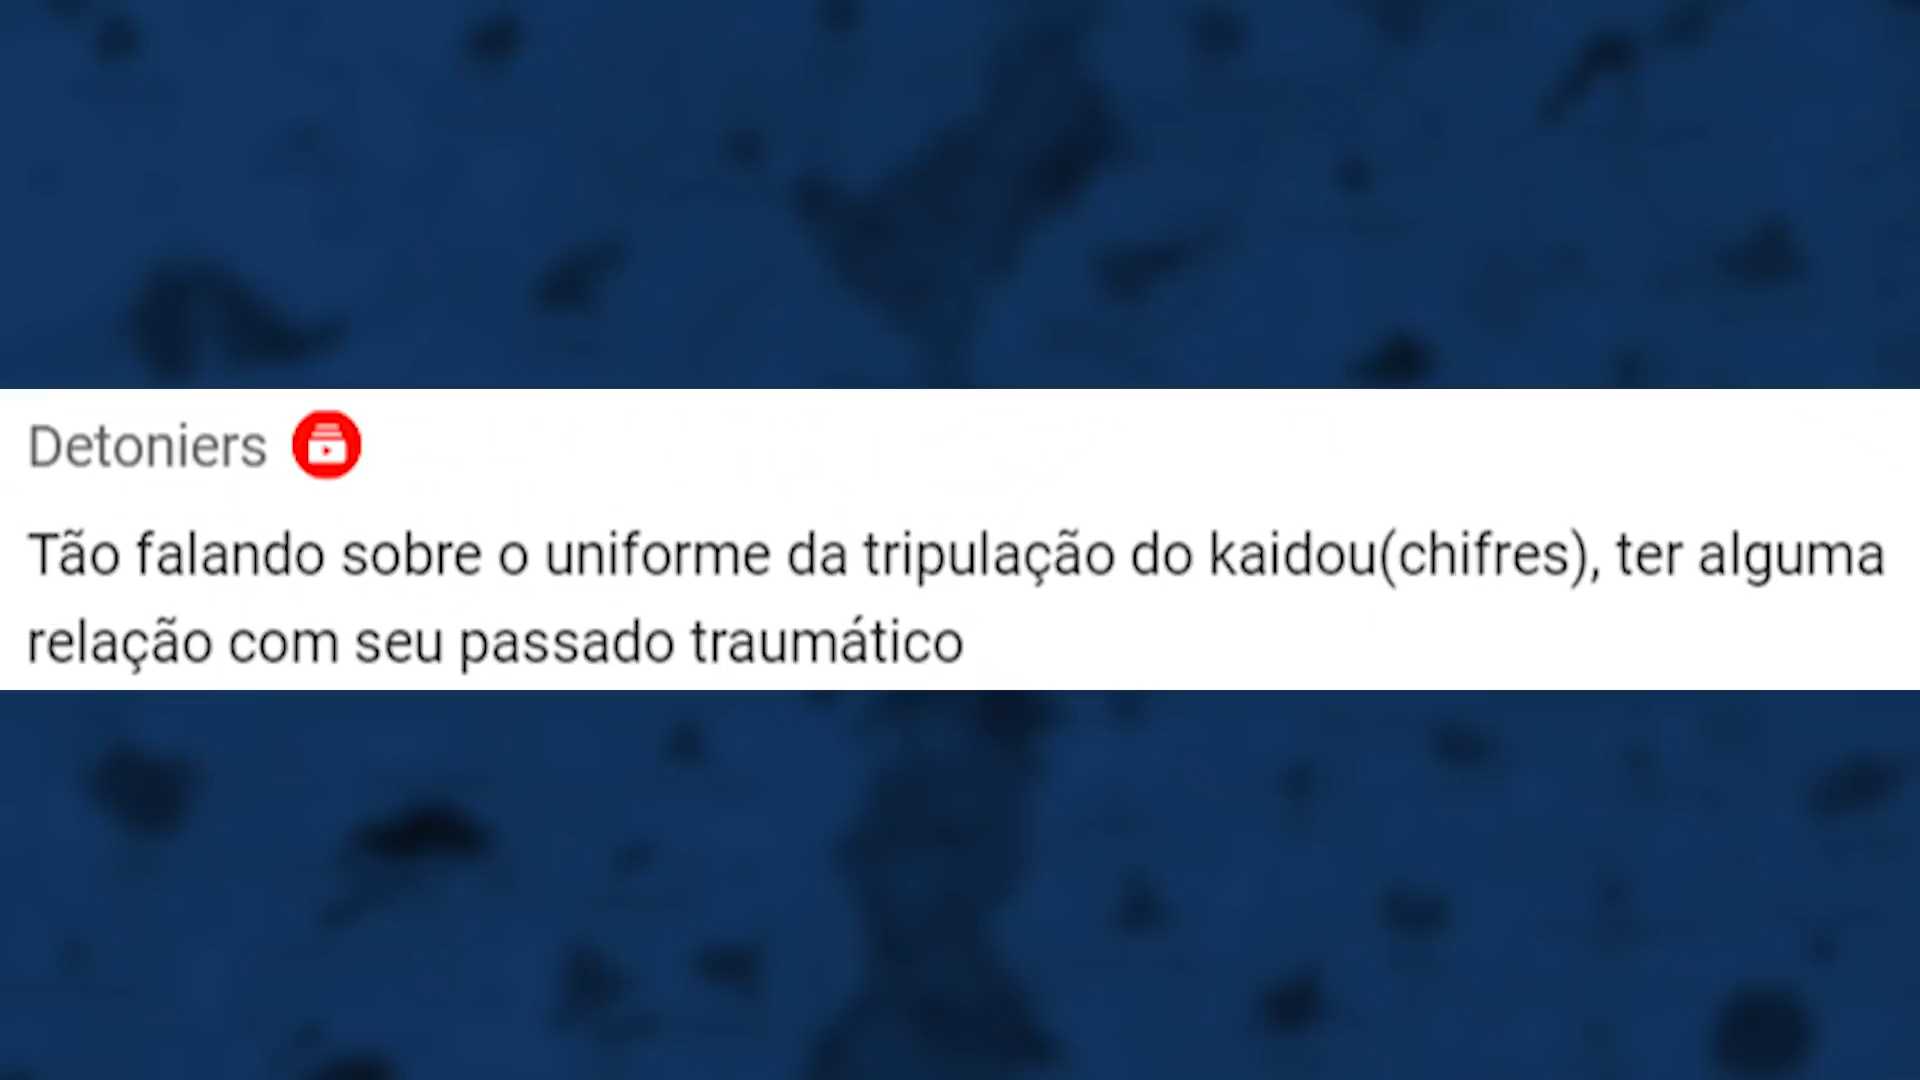 Detoniers
Tão falando sobre o uniforme da tripulação do kaidou(chifres), ter alguma
relação com seu passado traumático